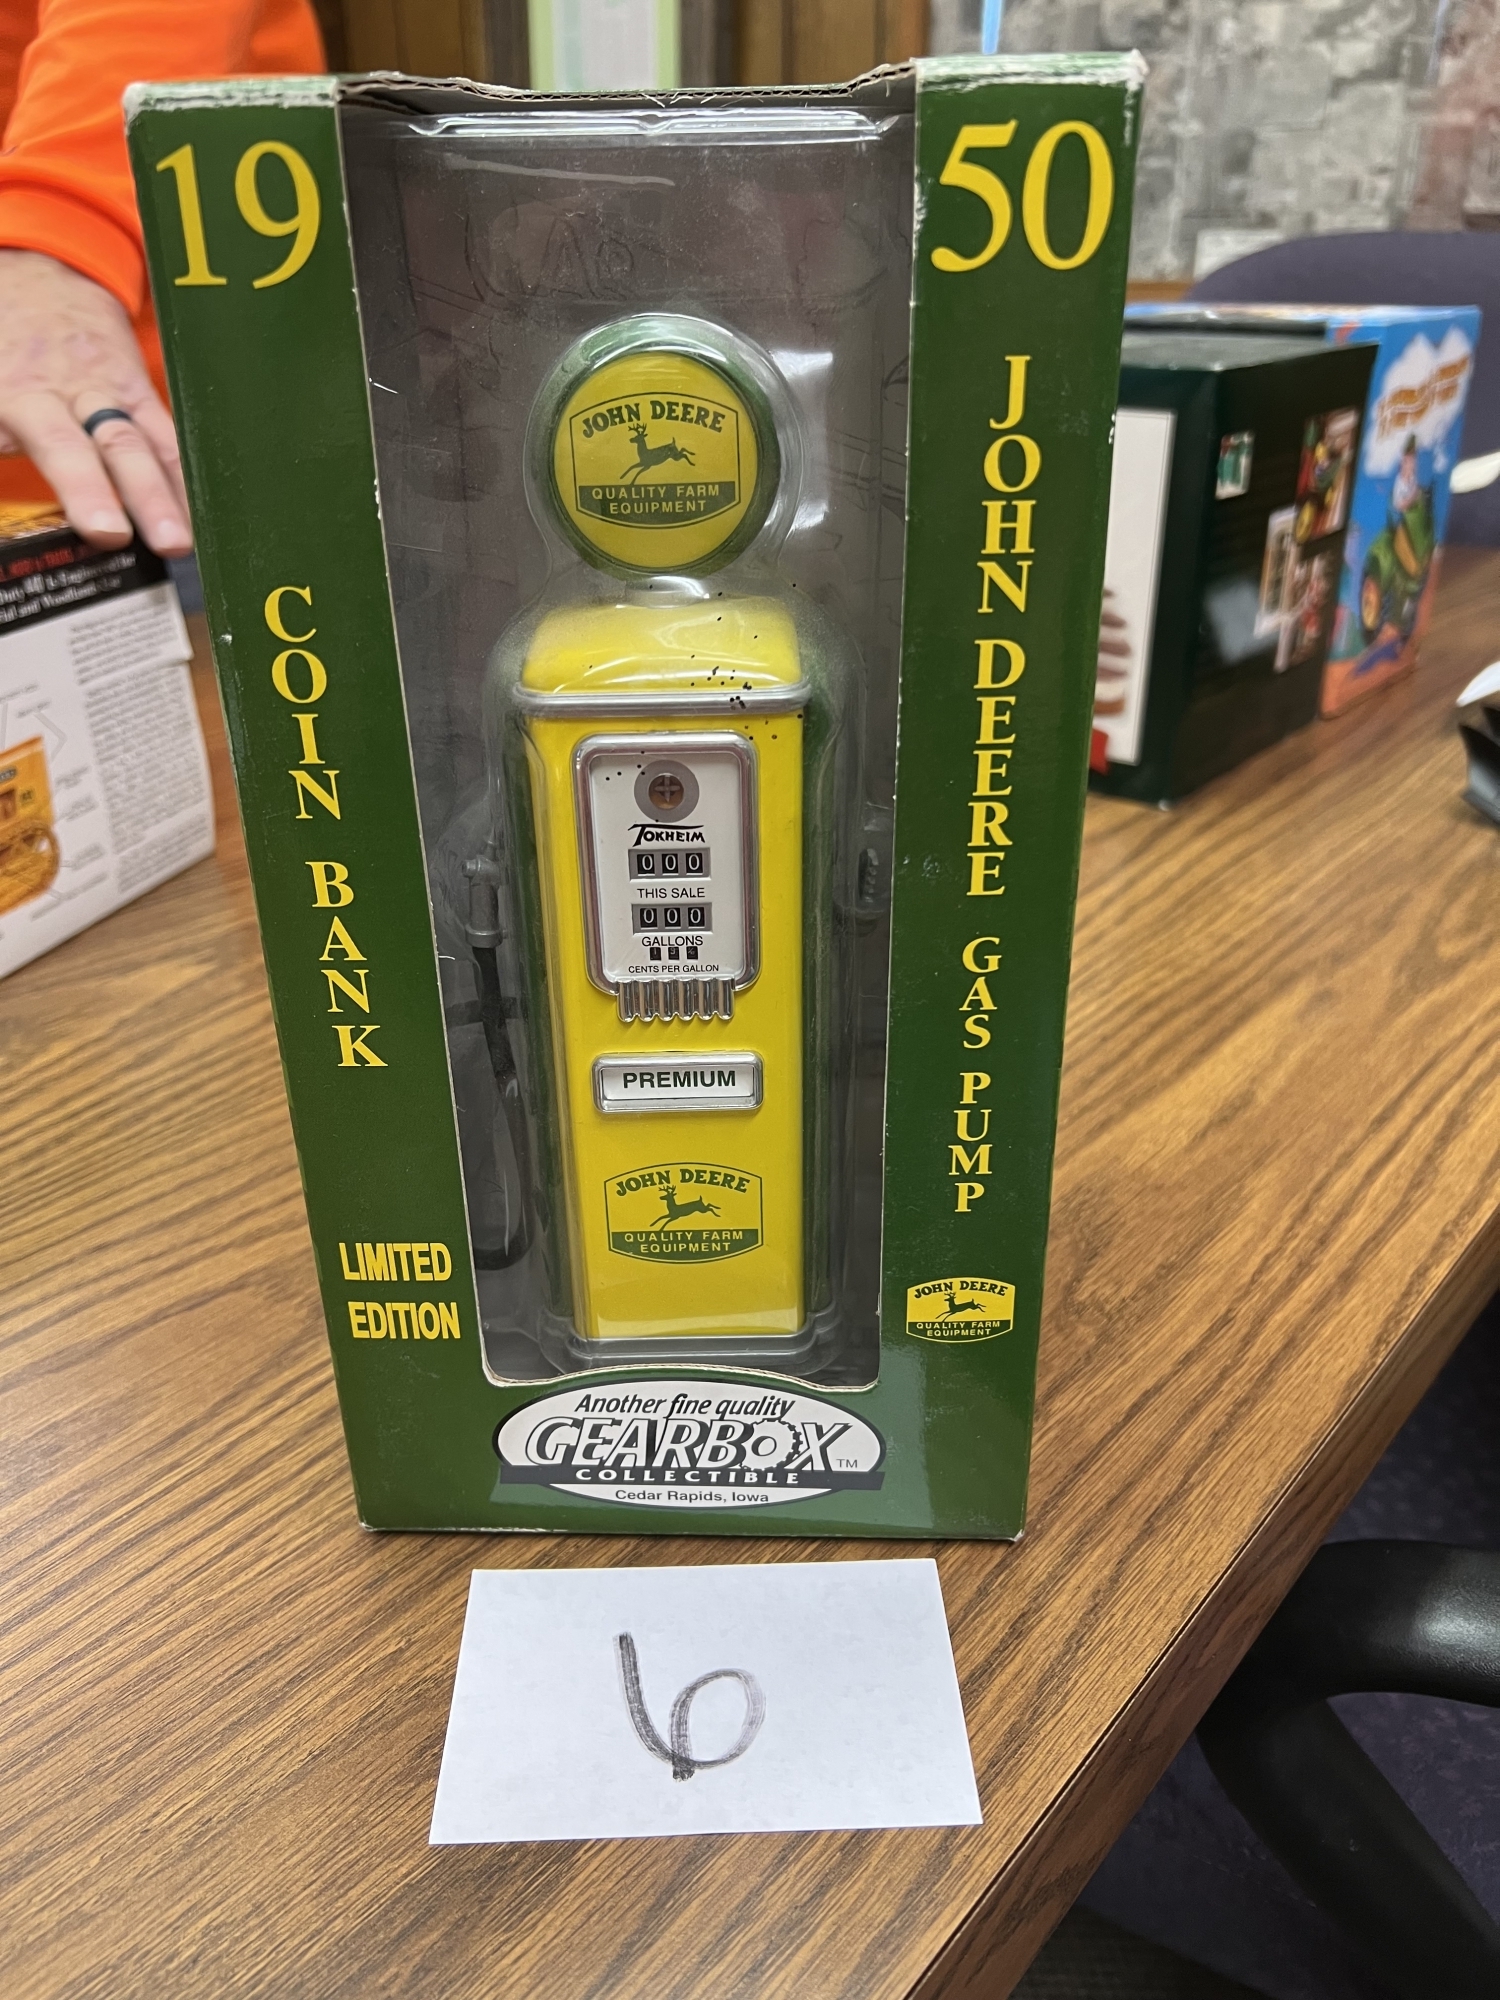 19
50
COIN BANK
JOHN DEERE GAS PUMP
JOHN DEERE
QUALITY FARM
EQUIPMENT
TOKHEIM
000
THIS SALE
000
GALLONS
CENTS PER GALLON
PREMIUM
JOHN DEERE
QUALITY FARM
EQUIPMENT
LIMITED
EDITION
JOHN DEERE
QUALITY FARM
EQUIPMENT
Another fine quality
GEARBOX TM
COLLECTIBLE
Cedar Rapids, Iowa
6